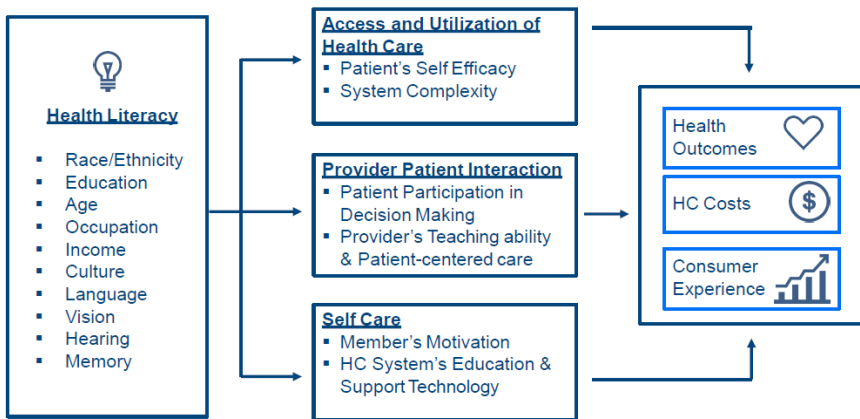 Health Literacy
▪ Race/Ethnicity
▪ Education
▪ Age
▪ Occupation
▪ Income
▪ Culture
▪ Language
▪ Vision
▪ Hearing
▪ Memory
Access and Utilization of
Health Care
▪ Patient's Self Efficacy
▪ System Complexity
Provider Patient Interaction
▪ Patient Participation in
Decision Making
▪ Provider's Teaching ability
& Patient-centered care
Self Care
▪ Member's Motivation
▪ HC System's Education &
Support Technology
Health
Outcomes
HC Costs
$
Consumer
Experience